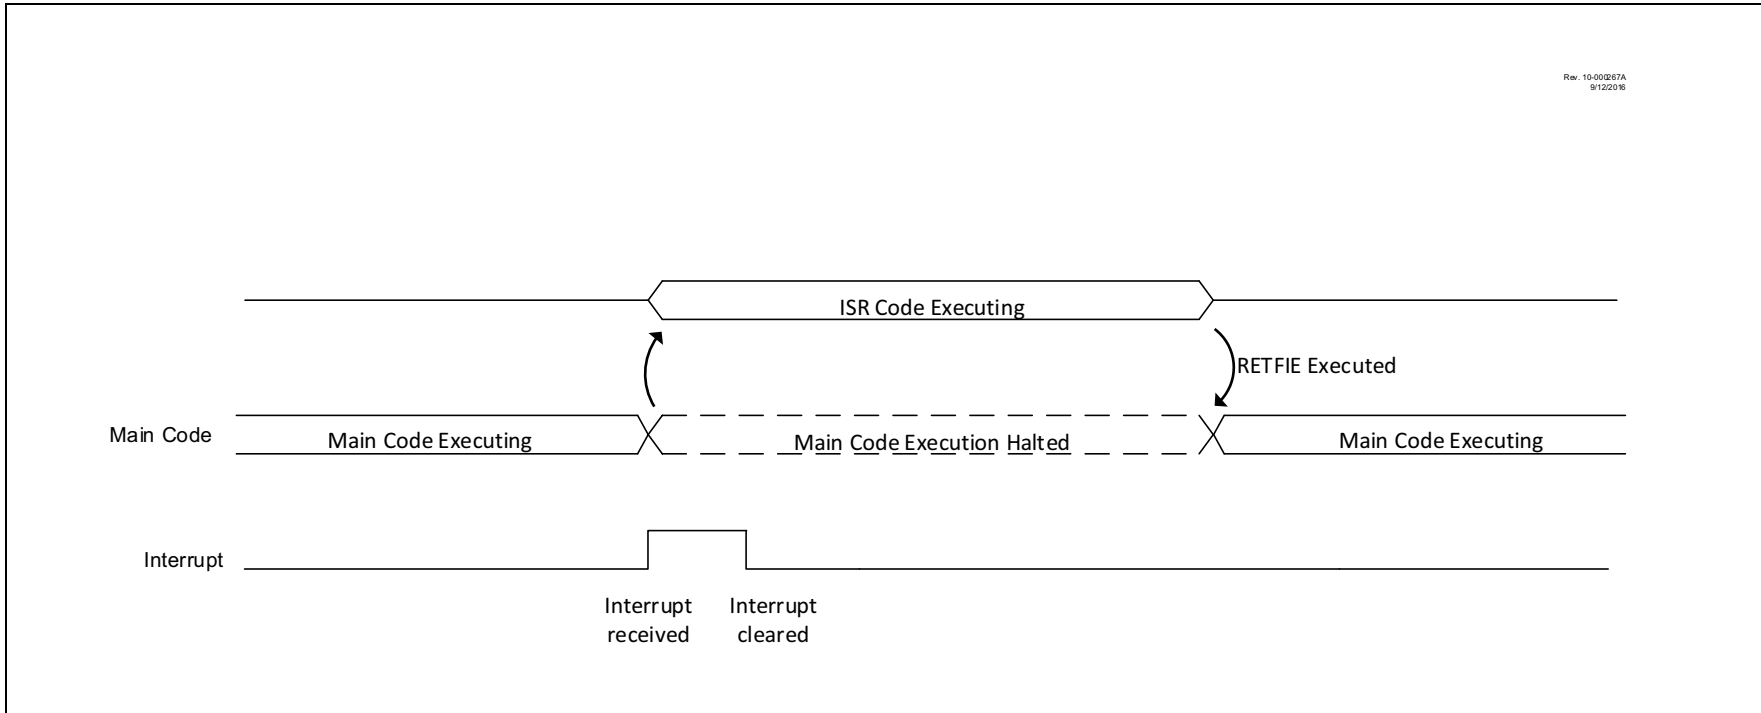 Rev. 10-000267A
9/12/2016
ISR Code Executing
RETFIE Executed
Main Code
Main Code Executing
Main Code Execution Halted
Main Code Executing
Interrupt
Interrupt
received
Interrupt
cleared